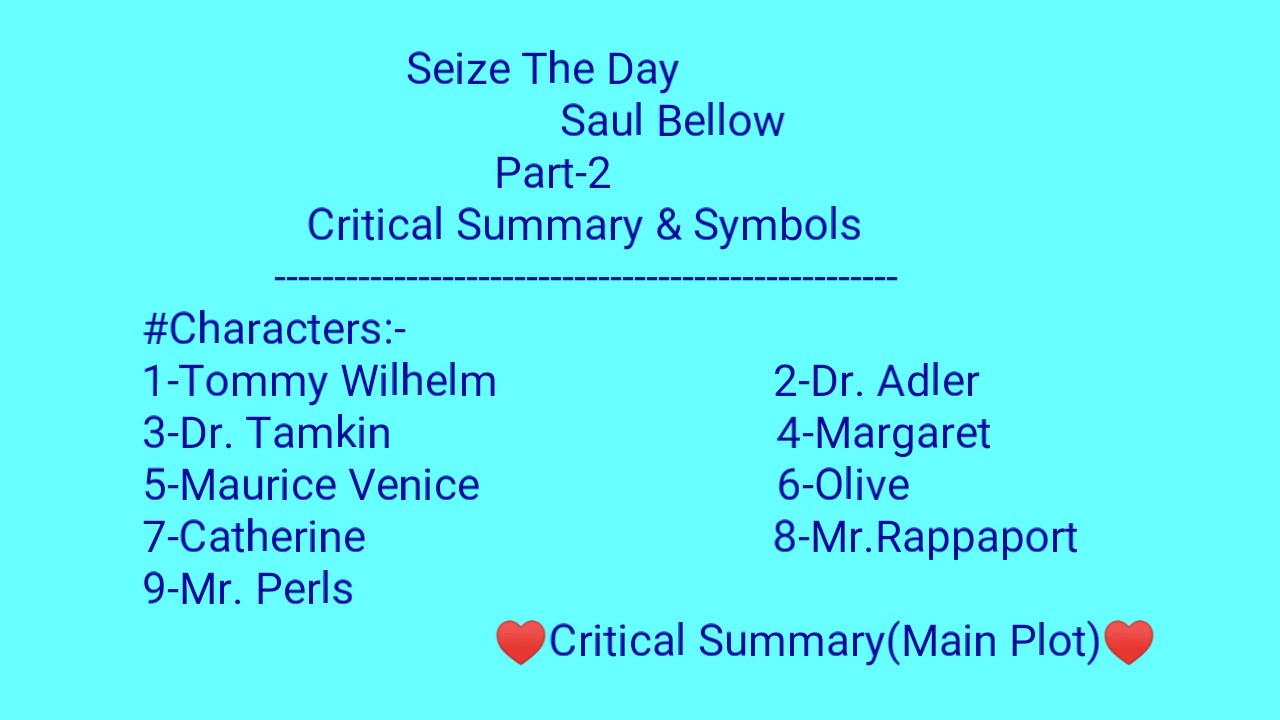 Seize The Day
Saul Bellow
Part-2
Critical Summary & Symbols
----------------------------------------------------
#Characters:-
1-Tommy Wilhelm 2-Dr. Adler
3-Dr. Tamkin 4-Margaret
5-Maurice Venice 6-Olive
7-Catherine 8-Mr.Rappaport
9-Mr. Perls
❤️Critical Summary(Main Plot)❤️